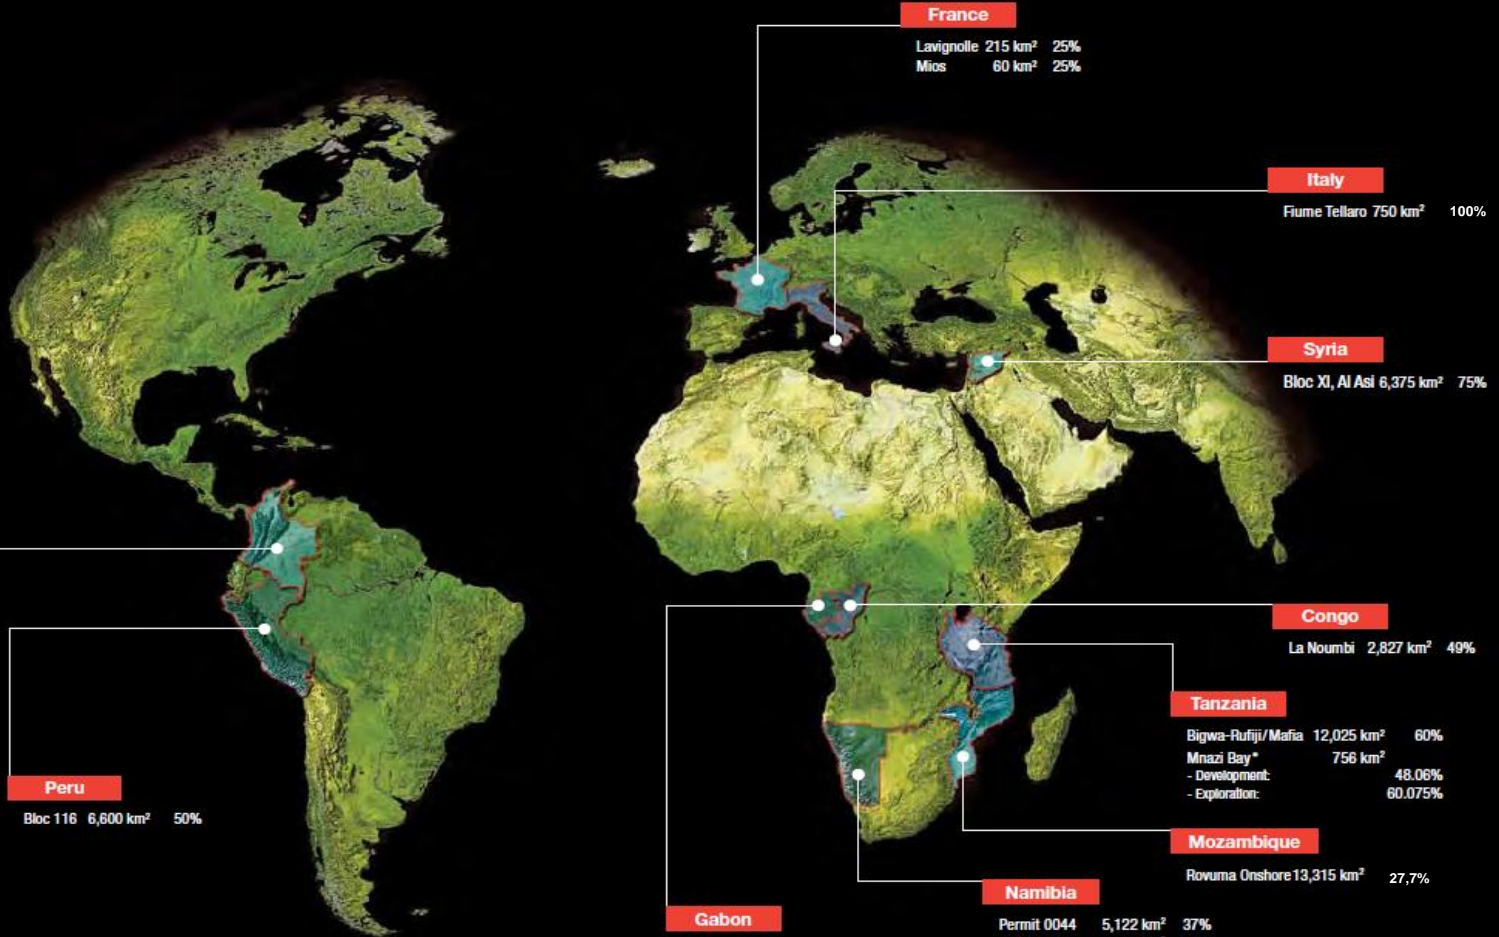 France
Lavignolle 215 km² 25%
Mios 60 km² 25%
Italy
Fiume Tellaro 750 km² 100%
Syria
Bloc XI, Al Asi 6,375 km² 75%
Congo
La Noumbi 2,827 km² 49%
Tanzania
Bigwa-Rufiji/Mafia 12,025 km² 60%
Mnazi Bay* 756 km²
- Development: 48.06%
- Exploration: 60.075%
Peru
Bloc 116 6,600 km² 50%
Mozambique
Rovuma Onshore 13,315 km² 27,7%
Namibia
Permit 0044 5,122 km² 37%
Gabon